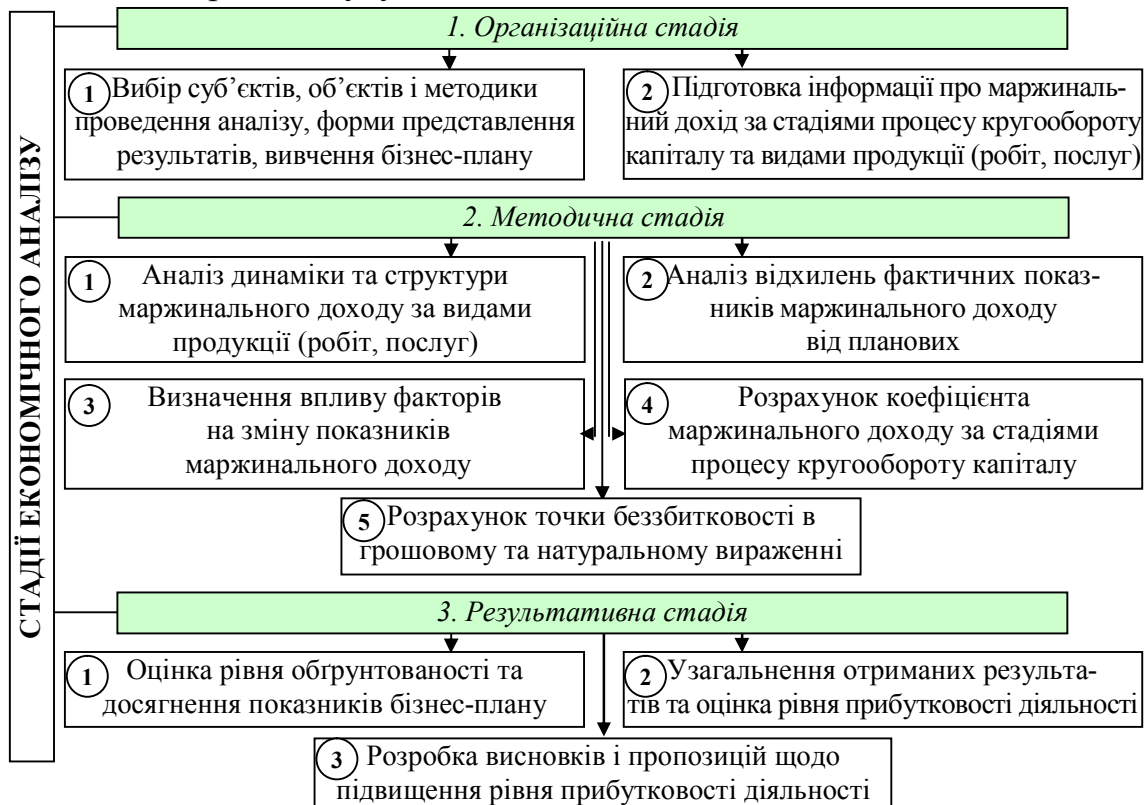 СТАДІЇ ЕКОНОМІЧНОГО АНАЛІЗУ
1. Організаційна стадія
1 Вибір суб’єктів, об’єктів і методики
проведення аналізу, форми представлення
результатів, вивчення бізнес-плану
2 Підготовка інформації про маржиналь-
ний дохід за стадіями процесу кругообороту
капіталу та видами продукції (робіт, послуг)
2. Методична стадія
1 Аналіз динаміки та структури
маржинального доходу за видами
продукції (робіт, послуг)
2 Аналіз відхилень фактичних показ-
ників маржинального доходу
від планових
3 Визначення впливу факторів
на зміну показників
маржинального доходу
4 Розрахунок коефіцієнта
маржинального доходу за стадіями
процесу кругообороту капіталу
5 Розрахунок точки беззбитковості в
грошовому та натуральному вираженні
3. Результативна стадія
1 Оцінка рівня обґрунтованості та
досягнення показників бізнес-плану
2 Узагальнення отриманих результа-
тів та оцінка рівня прибутковості діяльності
3 Розробка висновків і пропозицій щодо
підвищення рівня прибутковості діяльності